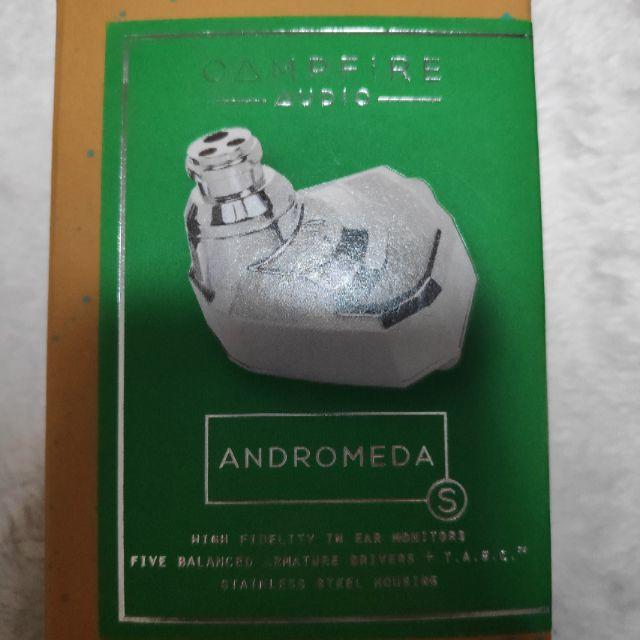 CAMPFIRE
AUDIO
ANDROMEDA
S
HIGH FIDELITY IN EAR MONITORS
FIVE BALANCED ARMATURE DRIVERS + T.A.E.C.™
STAINLESS STEEL HOUSING